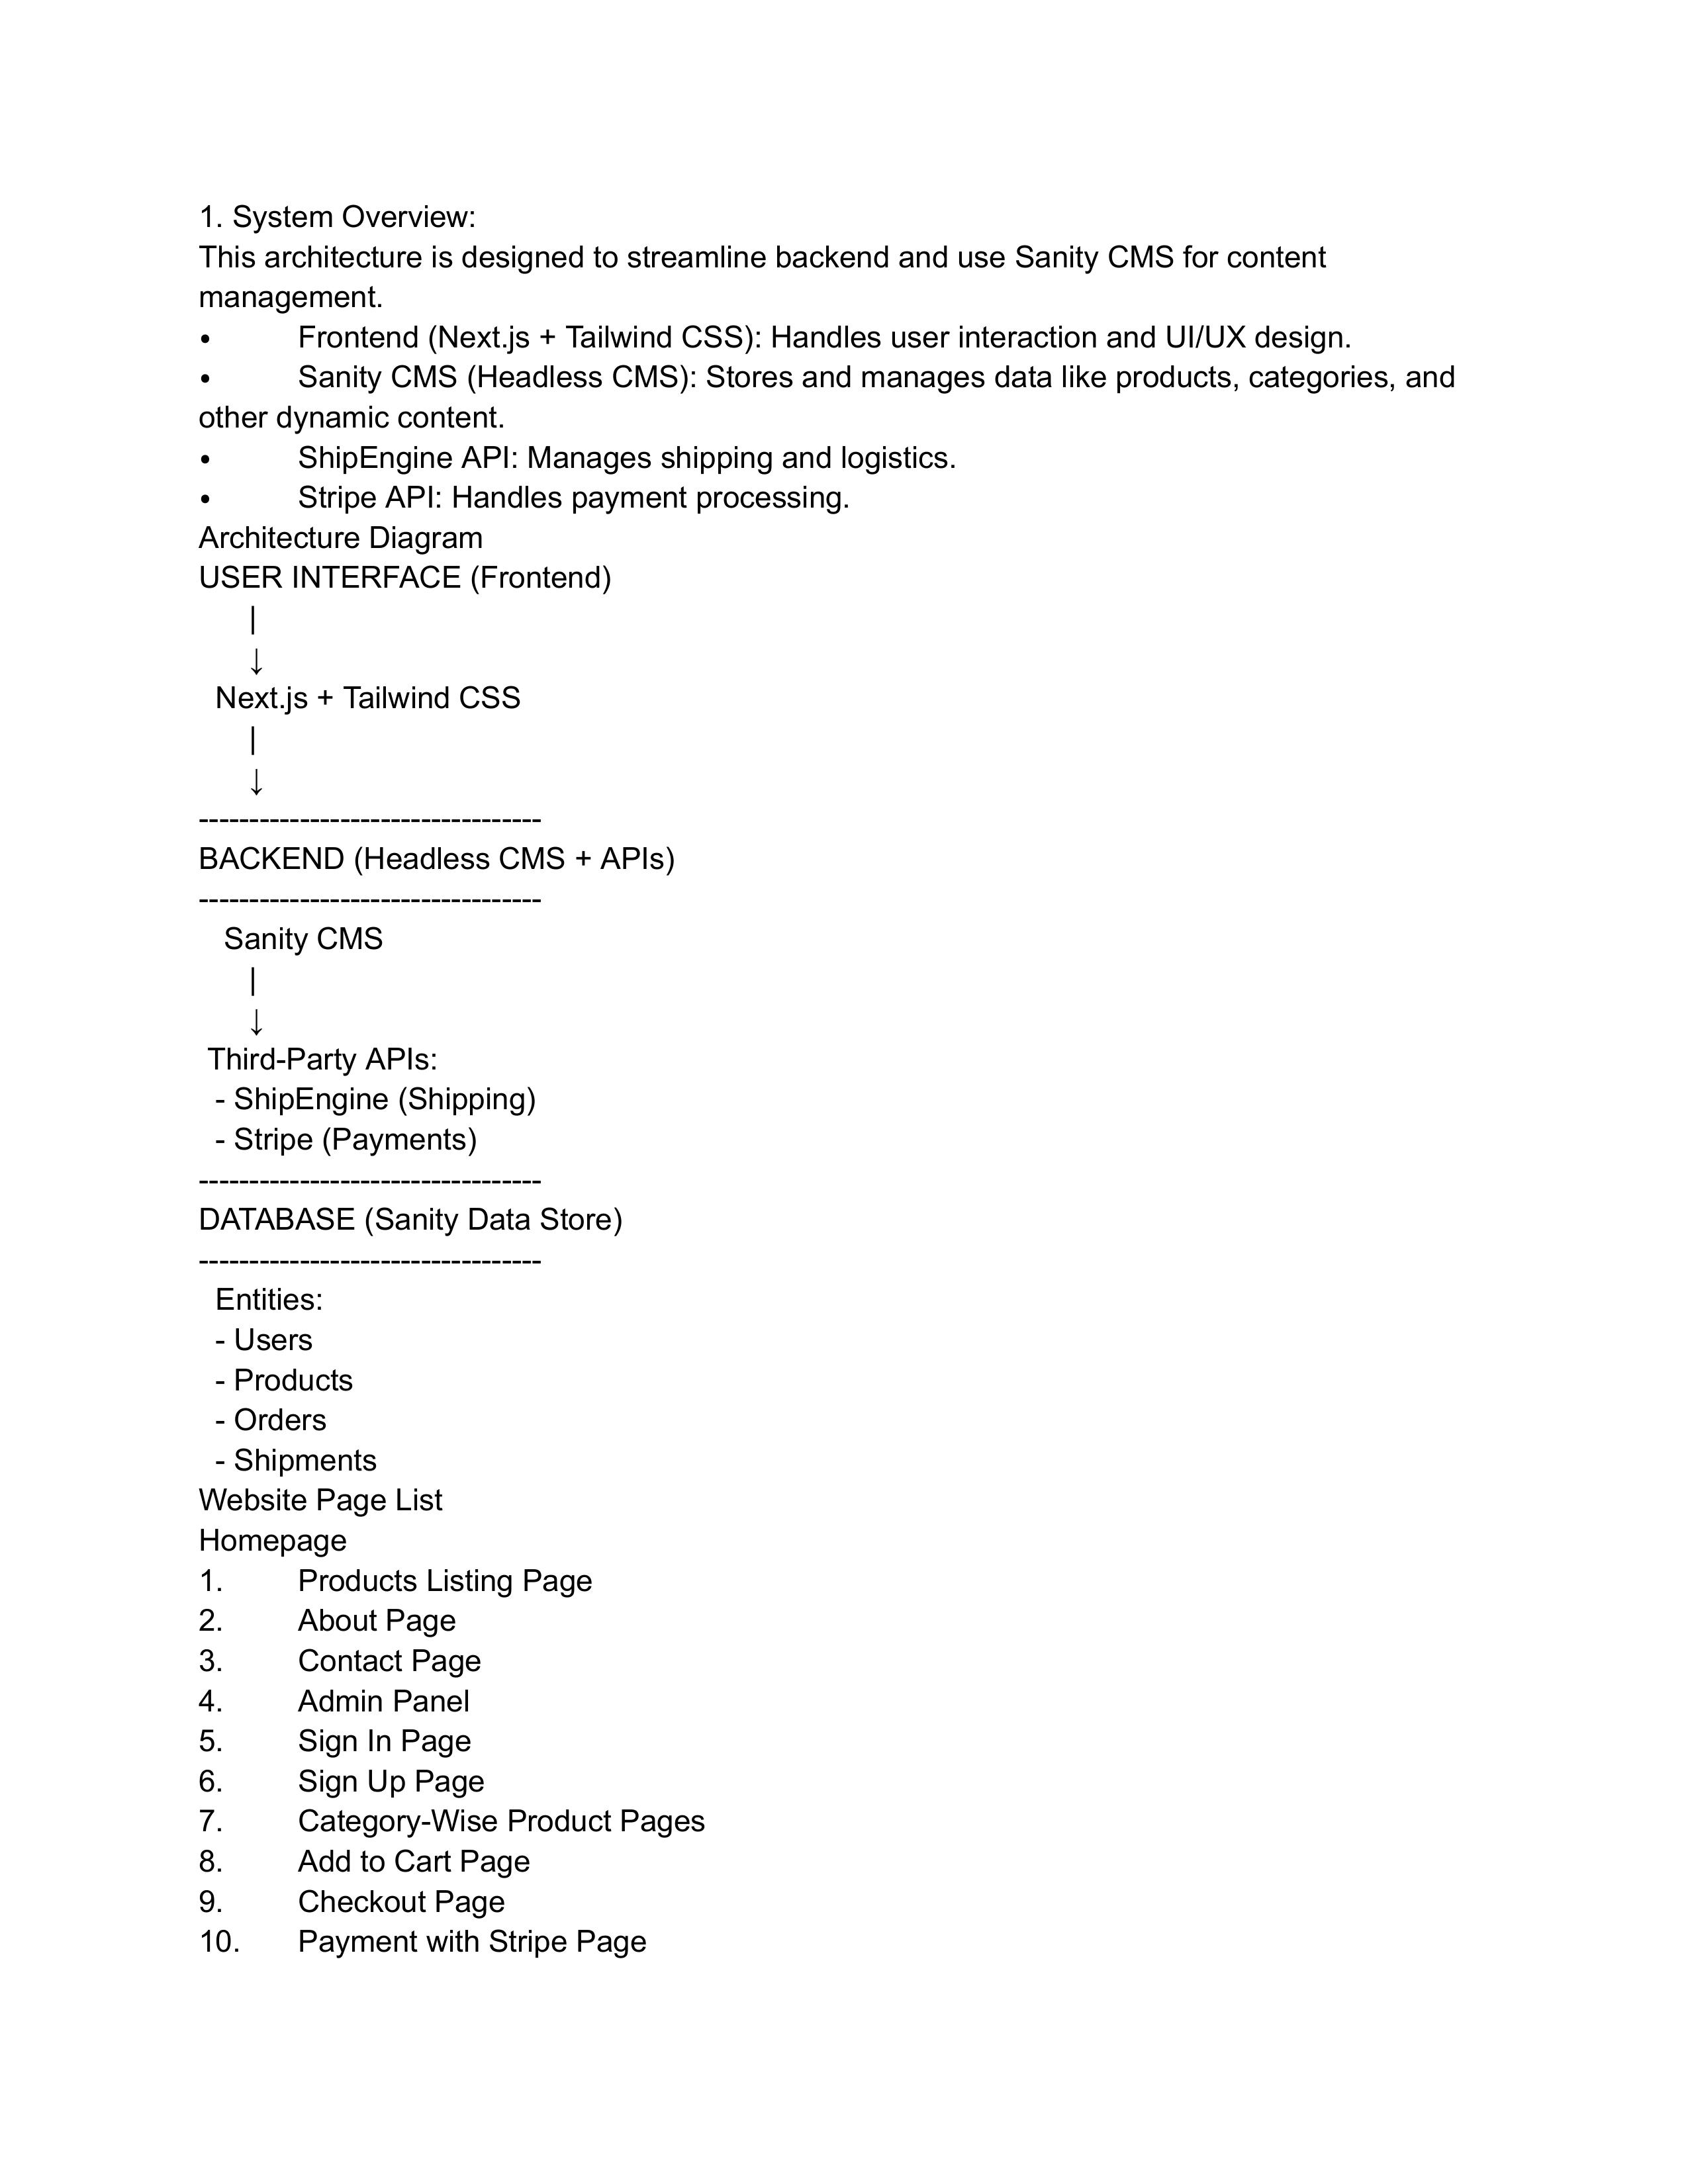 1. System Overview:
This architecture is designed to streamline backend and use Sanity CMS for content
management.
• Frontend (Next.js + Tailwind CSS): Handles user interaction and UI/UX design.
• Sanity CMS (Headless CMS): Stores and manages data like products, categories, and
other dynamic content.
• ShipEngine API: Manages shipping and logistics.
• Stripe API: Handles payment processing.
Architecture Diagram
USER INTERFACE (Frontend)
|
↓
Next.js + Tailwind CSS
|
↓
----------------------------------
BACKEND (Headless CMS + APIs)
----------------------------------
Sanity CMS
|
↓
Third-Party APIs:
- ShipEngine (Shipping)
- Stripe (Payments)
----------------------------------
DATABASE (Sanity Data Store)
----------------------------------
Entities:
- Users
- Products
- Orders
- Shipments
Website Page List
Homepage
1. Products Listing Page
2. About Page
3. Contact Page
4. Admin Panel
5. Sign In Page
6. Sign Up Page
7. Category-Wise Product Pages
8. Add to Cart Page
9. Checkout Page
10. Payment with Stripe Page